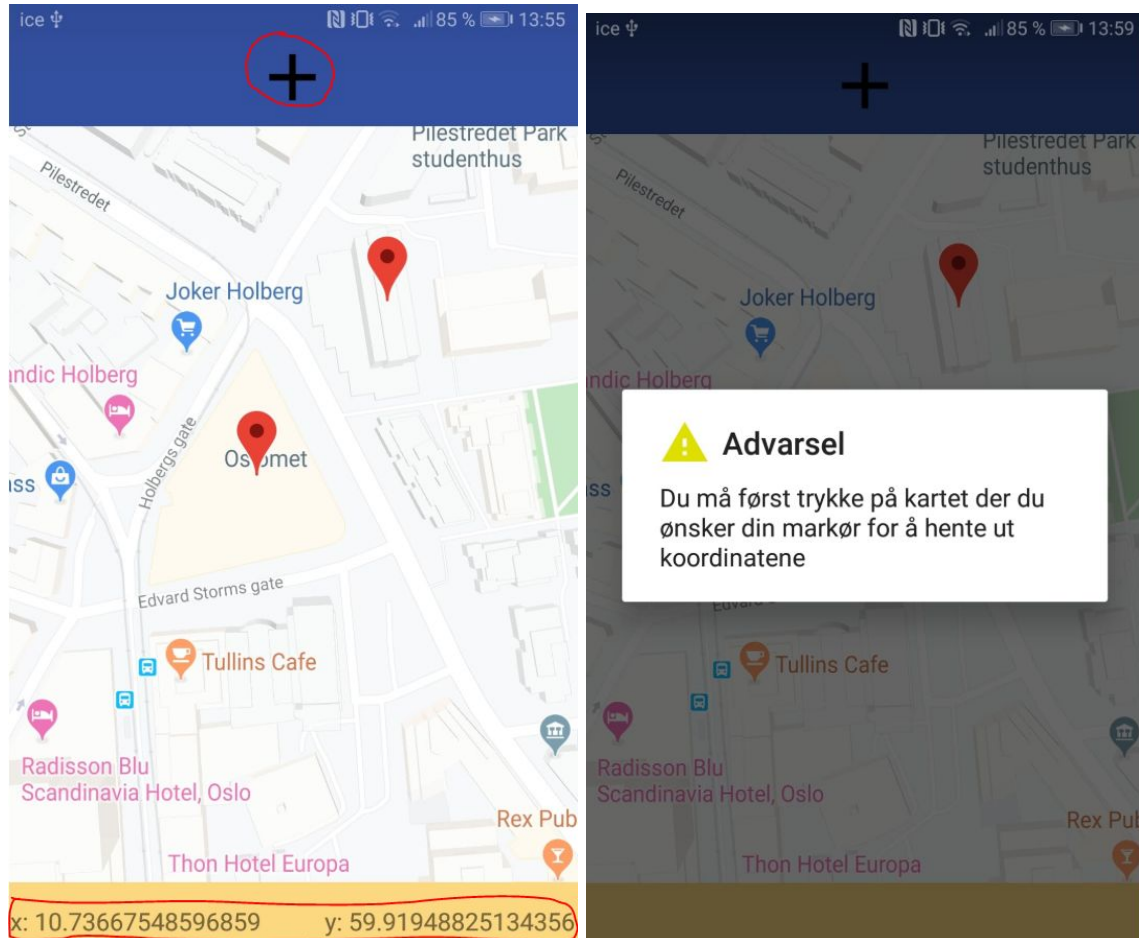 ice
85 % 13:55
Pilestredet Park
studenthus
Pilestredet
Joker Holberg
andic Holberg
Holbergs gate
ass
Edvard Storms gate
Tullins Cafe
Radisson Blu
Scandinavia Hotel, Oslo
Rex Pub
Thon Hotel Europa
x: 10.73667548596859 y: 59.91948825134356
ice
85 % 13:59
Pilestredet Park
studenthus
Pilestredet
Joker Holberg
ndic Holberg
Advarsel
Du må først trykke på kartet der du
ønsker din markør for å hente ut
koordinatene
ss
Tullins Cafe
Radisson Blu
Scandinavia Hotel, Oslo
Rex Pub
Thon Hotel Europa